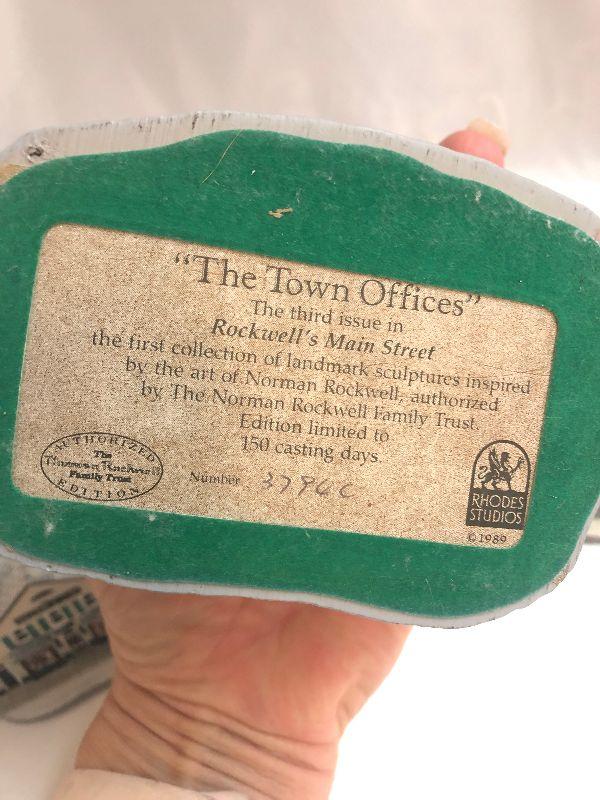 "The Town Offices"
The third issue in
Rockwell's Main Street
the first collection of landmark sculptures inspired
by the art of Norman Rockwell, authorized
by The Norman Rockwell Family Trust.
Edition limited to
150 casting days
AUTHORIZED
The
Norman Rockwell
Family Trust
EDITION
Number
RHODES
STUDIOS
©1989